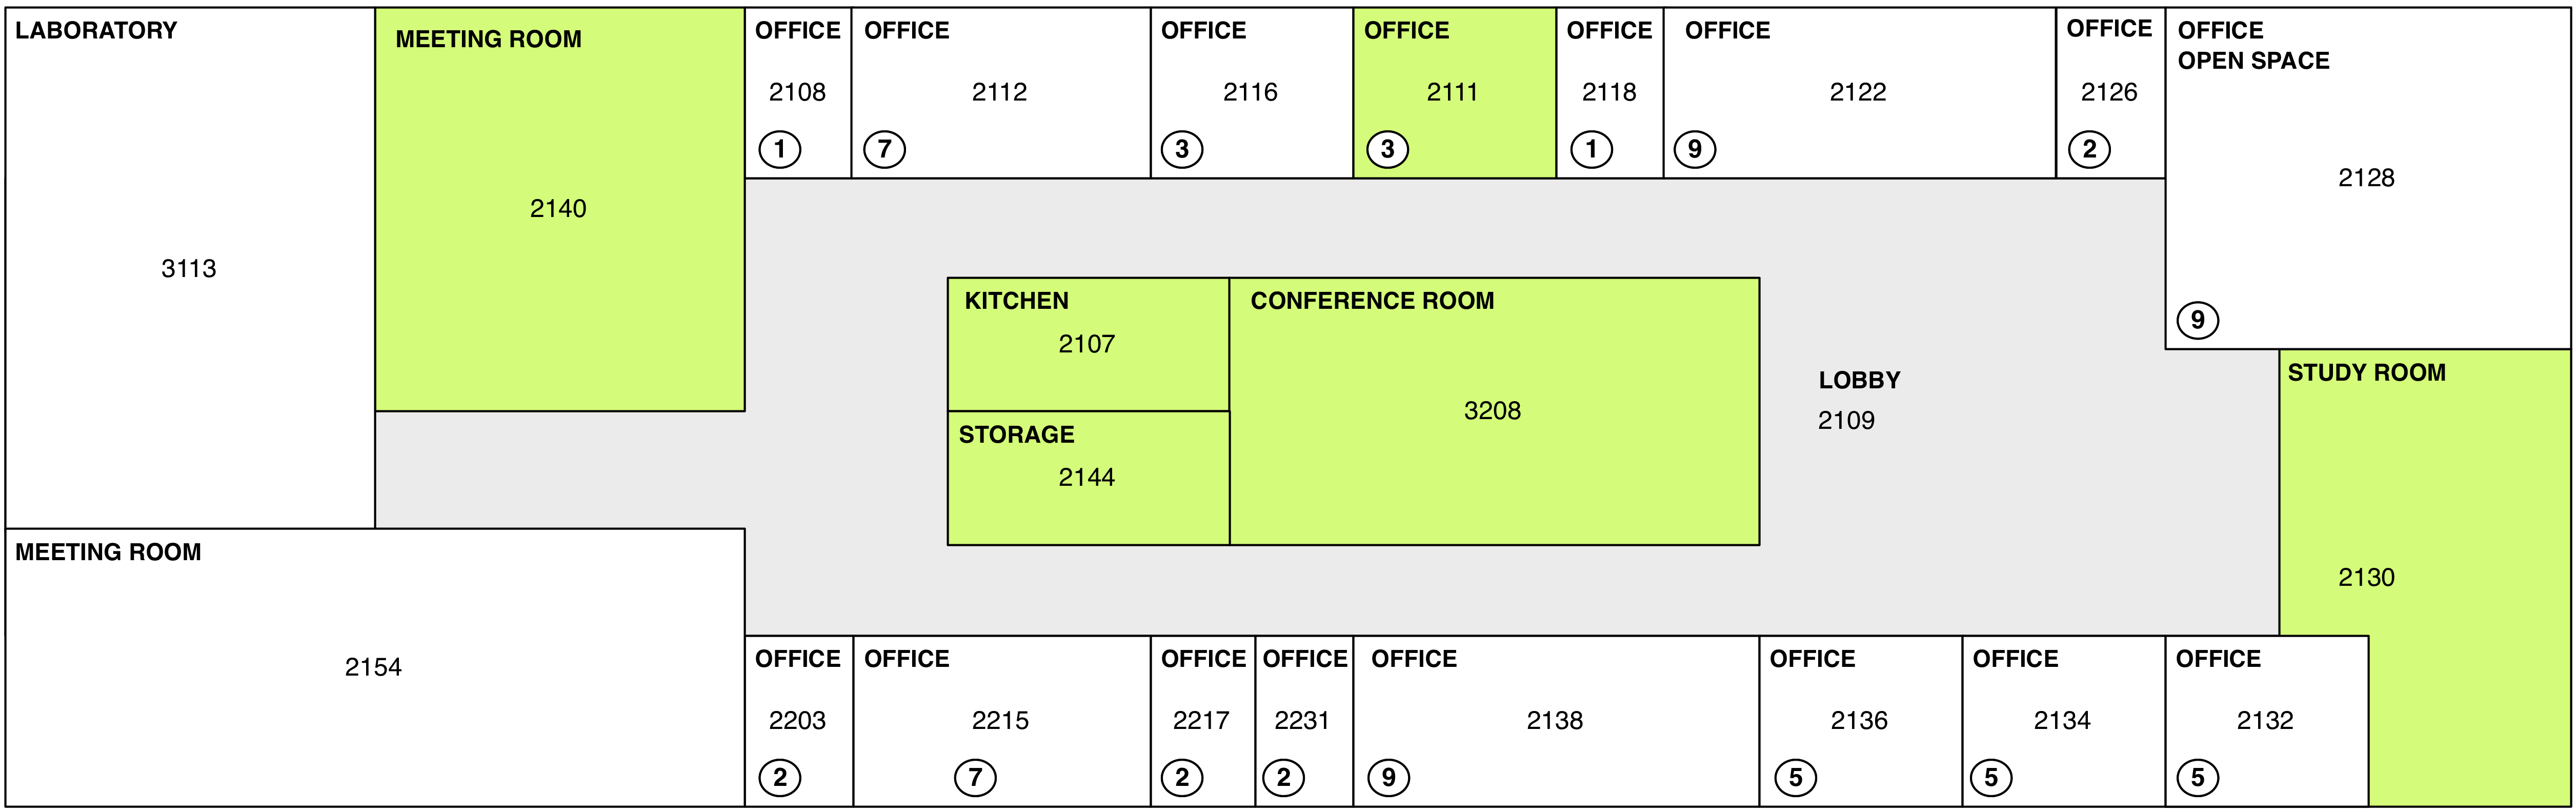 LABORATORY
3113
MEETING ROOM
2140
OFFICE
2108
1
OFFICE
2112
7
OFFICE
2116
3
OFFICE
2111
3
OFFICE
2118
1
OFFICE
2122
9
OFFICE
2126
2
OFFICE
OPEN SPACE
2128
9
KITCHEN
2107
CONFERENCE ROOM
3208
STORAGE
2144
LOBBY
2109
STUDY ROOM
2130
MEETING ROOM
2154
OFFICE
2203
2
OFFICE
2215
7
OFFICE
2217
2
OFFICE
2231
2
OFFICE
2138
9
OFFICE
2136
5
OFFICE
2134
5
OFFICE
2132
5